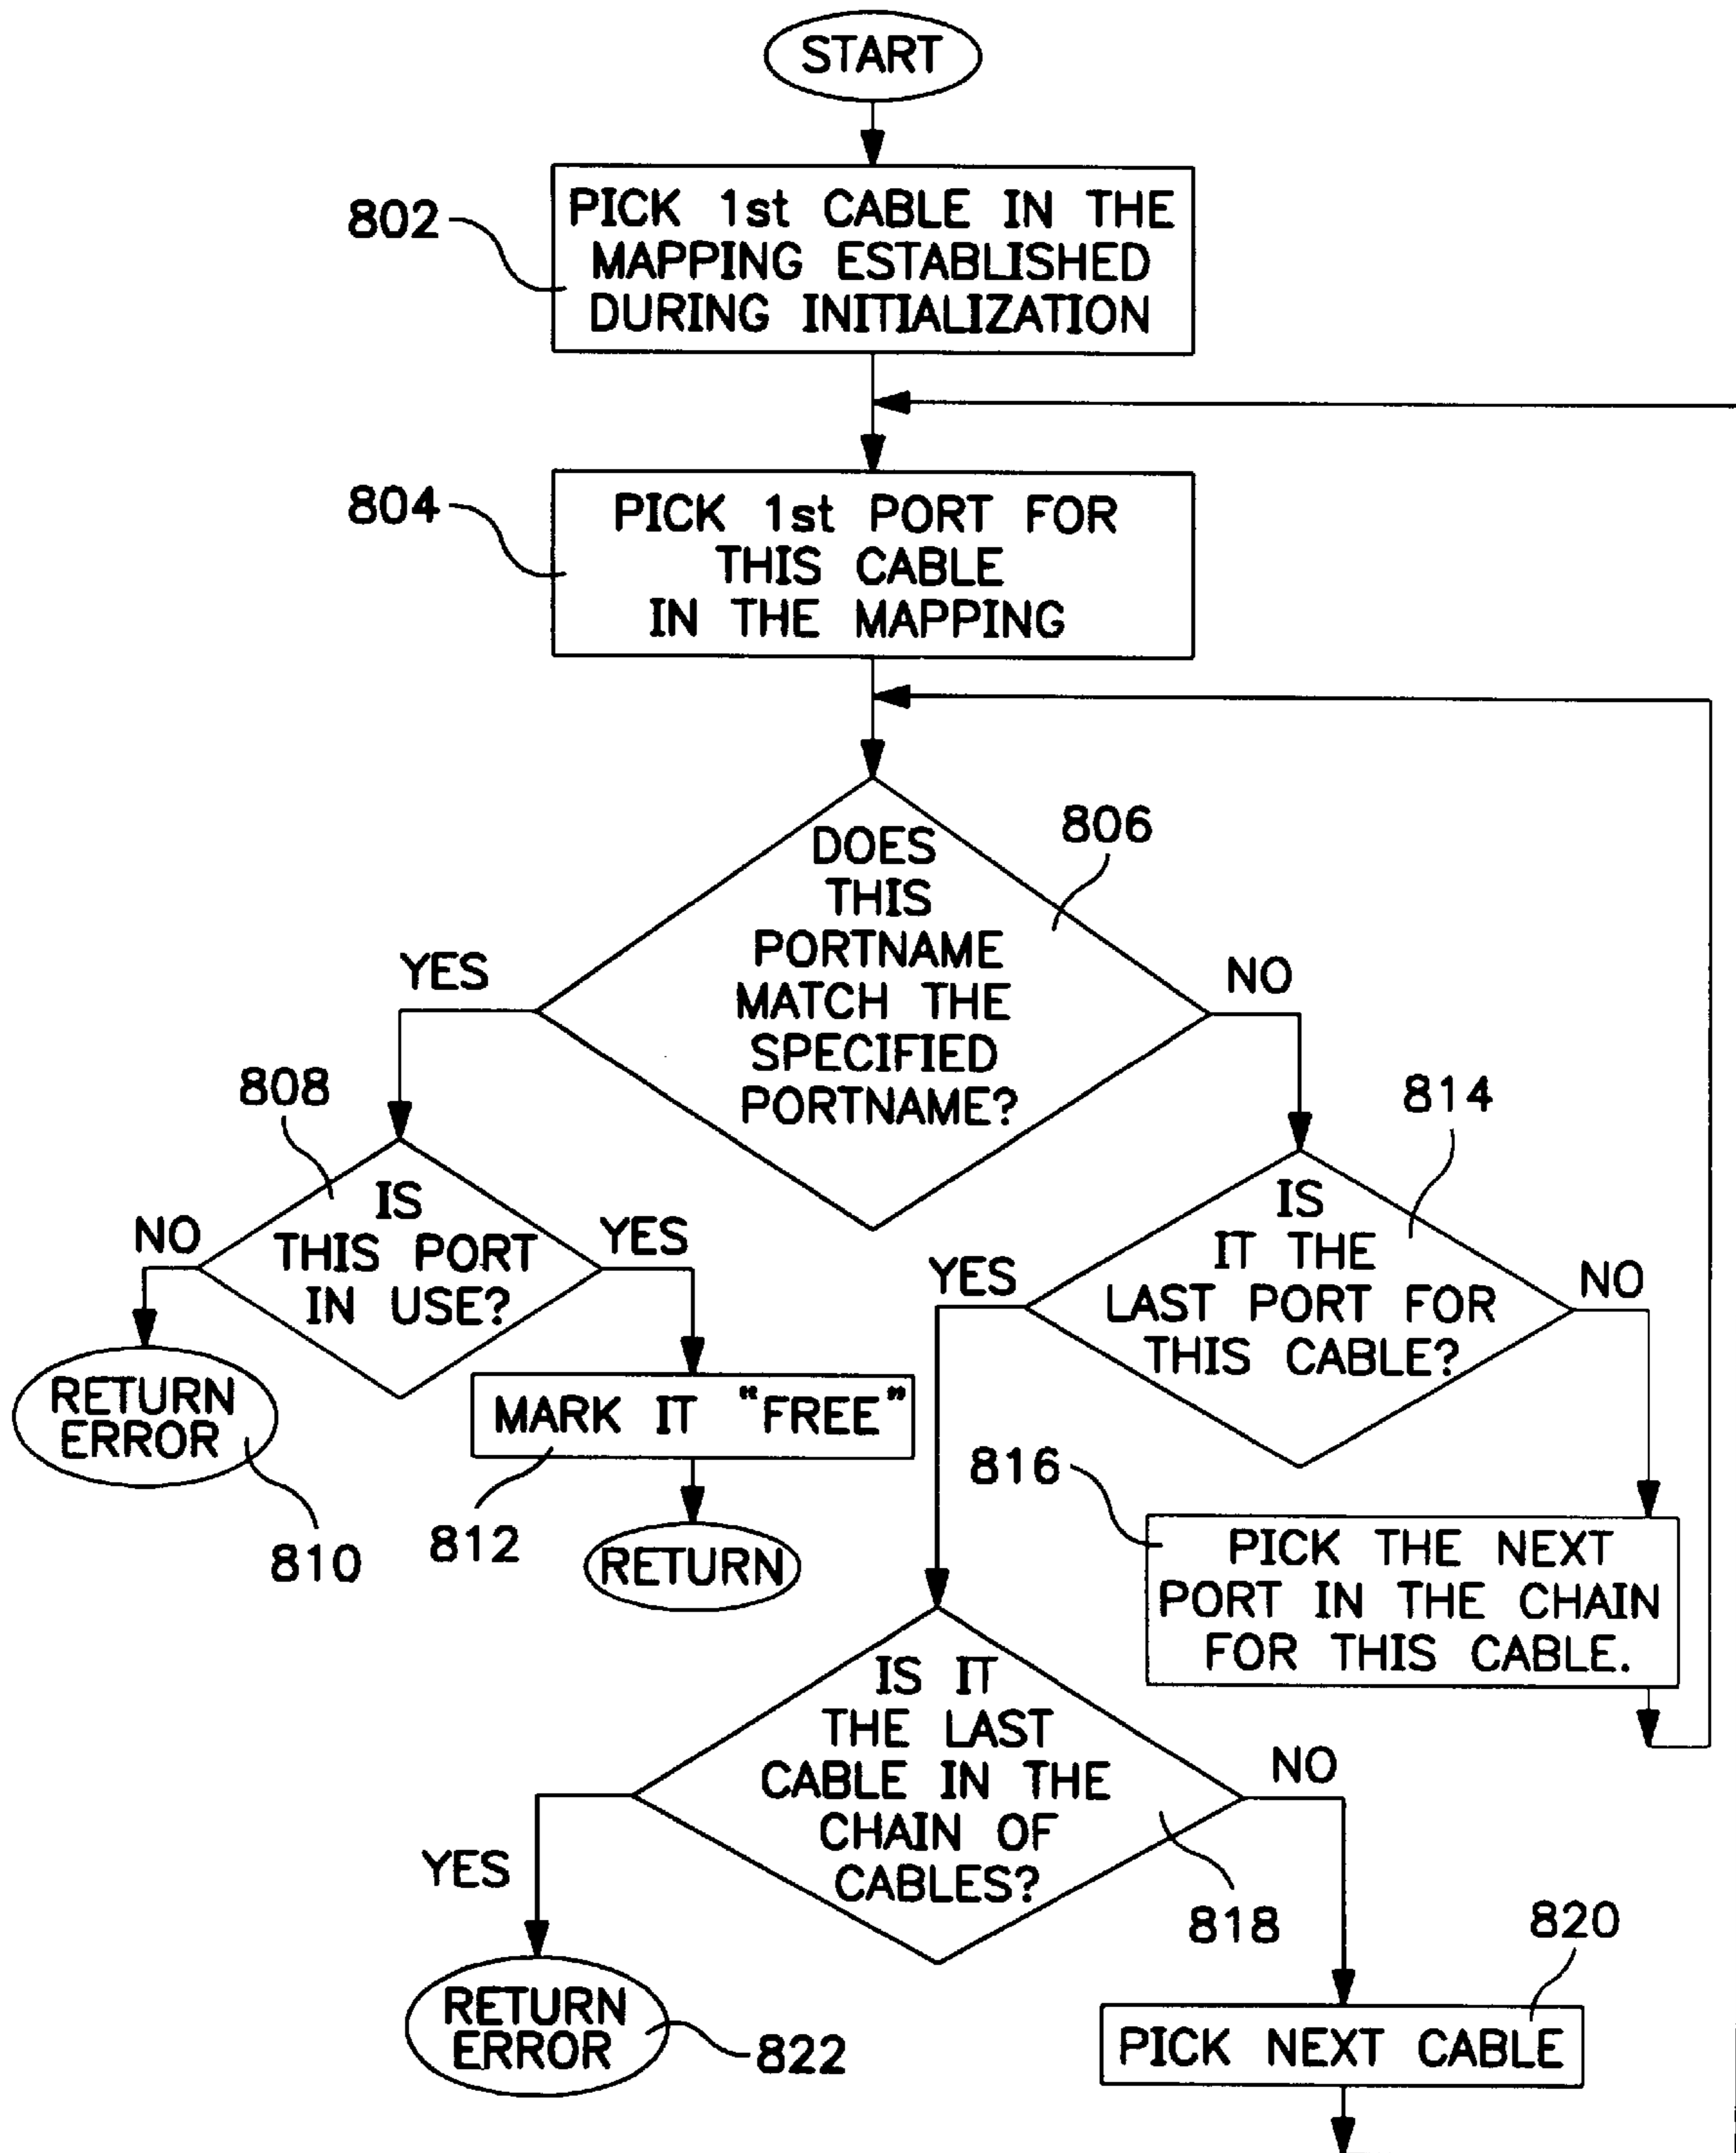 START
802
PICK 1st CABLE IN THE
MAPPING ESTABLISHED
DURING INITIALIZATION
804
PICK 1st PORT FOR
THIS CABLE
IN THE MAPPING
806
DOES
THIS
PORTNAME
MATCH THE
SPECIFIED
PORTNAME?
YES
NO
808
IS
THIS PORT
IN USE?
NO
YES
RETURN
ERROR
810
MARK IT "FREE"
812
RETURN
814
IS
IT THE
LAST PORT FOR
THIS CABLE?
YES
NO
816
PICK THE NEXT
PORT IN THE CHAIN
FOR THIS CABLE.
IS IT
THE LAST
CABLE IN THE
CHAIN OF
CABLES?
818
YES
NO
RETURN
ERROR
822
820
PICK NEXT CABLE